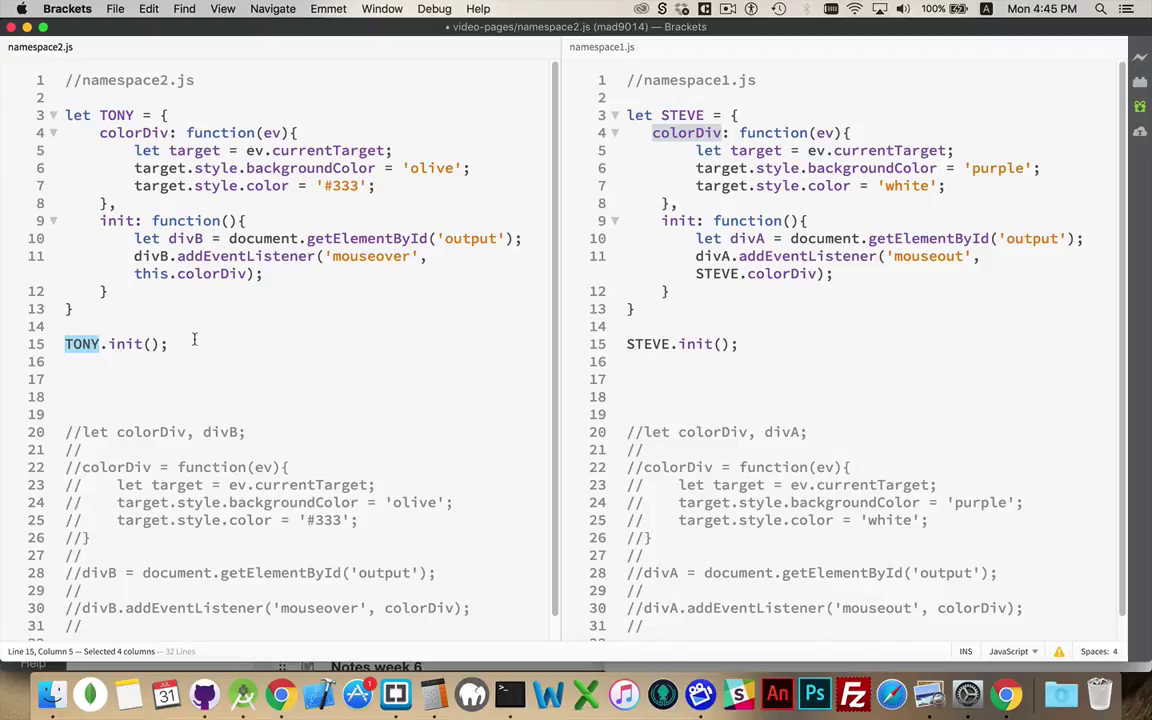 Brackets File Edit Find View Navigate Emmet Window Debug Help 100% A Mon 4:45 PM
• video-pages/namespace2.js (mad9014) — Brackets
namespace2.js
1 //namespace2.js
2
3 let TONY = {
4 colorDiv: function(ev){
5 let target = ev.currentTarget;
6 target.style.backgroundColor = 'olive';
7 target.style.color = '#333';
8 },
9 init: function(){
10 let divB = document.getElementById('output');
11 divB.addEventListener('mouseover',
this.colorDiv);
12 }
13 }
14
15 TONY.init();
16
17
18
19
20 //let colorDiv, divB;
21 //
22 //colorDiv = function(ev){
23 // let target = ev.currentTarget;
24 // target.style.backgroundColor = 'olive';
25 // target.style.color = '#333';
26 //}
27 //
28 //divB = document.getElementById('output');
29 //
30 //divB.addEventListener('mouseover', colorDiv);
31 //
namespace1.js
1 //namespace1.js
2
3 let STEVE = {
4 colorDiv: function(ev){
5 let target = ev.currentTarget;
6 target.style.backgroundColor = 'purple';
7 target.style.color = 'white';
8 },
9 init: function(){
10 let divA = document.getElementById('output');
11 divA.addEventListener('mouseout',
STEVE.colorDiv);
12 }
13 }
14
15 STEVE.init();
16
17
18
19
20 //let colorDiv, divA;
21 //
22 //colorDiv = function(ev){
23 // let target = ev.currentTarget;
24 // target.style.backgroundColor = 'purple';
25 // target.style.color = 'white';
26 //}
27 //
28 //divA = document.getElementById('output');
29 //
30 //divA.addEventListener('mouseout', colorDiv);
31 //
Line 15, Column 5 — Selected 4 columns — 32 Lines
INS JavaScript Spaces: 4
Help
Notes week 6
31
1
An
Ps
Fz